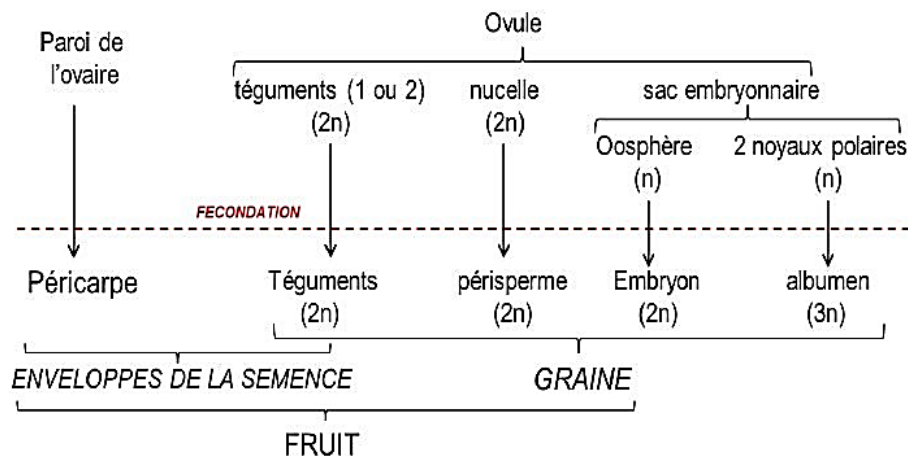 Ovule
Paroi de
l'ovaire
téguments (1 ou 2)
(2n)
nucelle
(2n)
sac embryonnaire
Oosphère
(n)
2 noyaux polaires
(n)
FECONDATION
Péricarpe
Téguments
(2n)
périsperme
(2n)
Embryon
(2n)
albumen
(3n)
ENVELOPPES DE LA SEMENCE
GRAINE
FRUIT